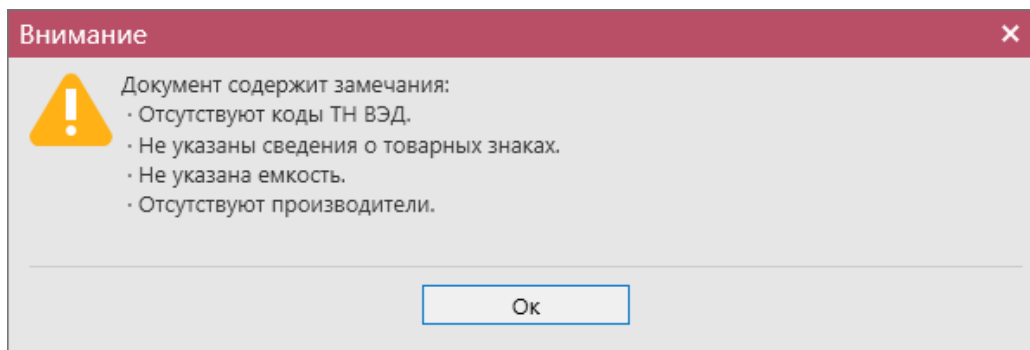 Внимание
Документ содержит замечания:
· Отсутствуют коды ТН ВЭД.
· Не указаны сведения о товарных знаках.
· Не указана емкость.
· Отсутствуют производители.
Ок